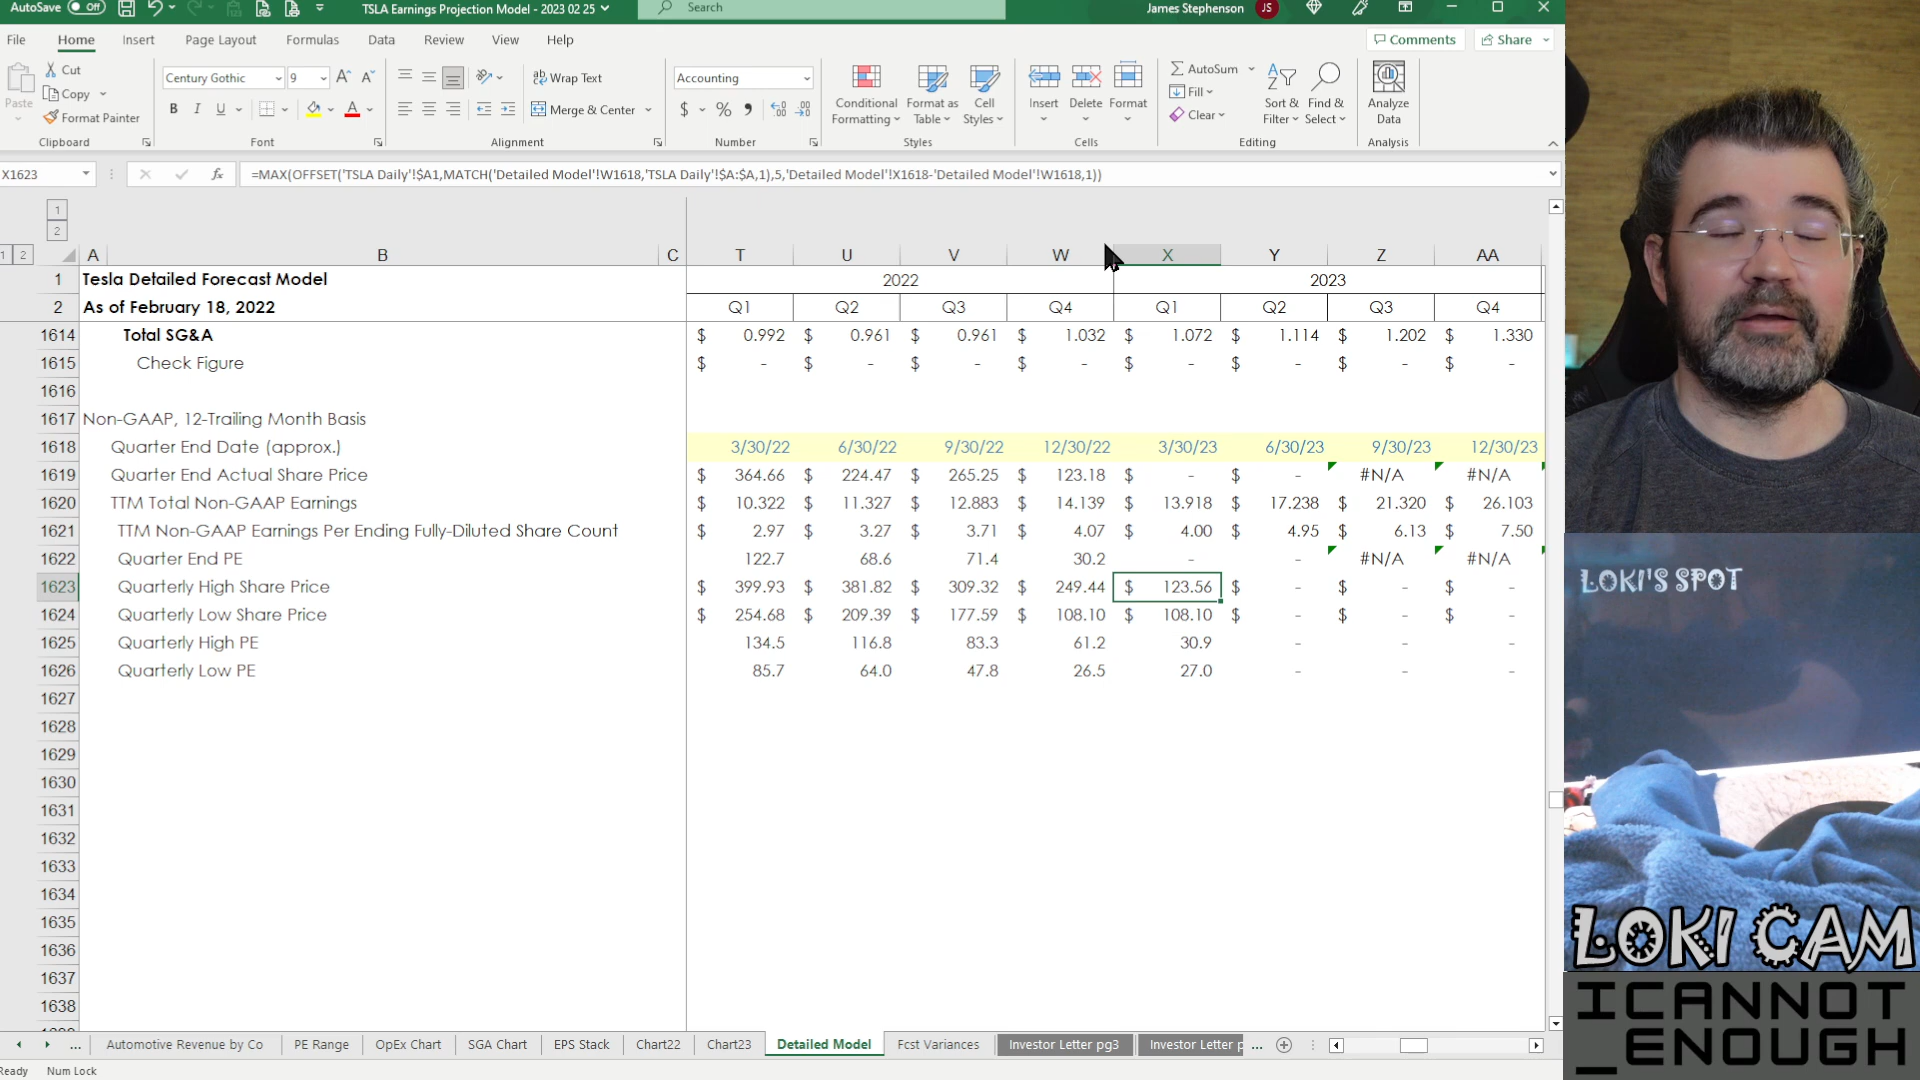 AutoSave Off TSLA Earnings Projection Model - 2023 02 25 Search James Stephenson JS
File Home Insert Page Layout Formulas Data Review View Help Comments Share
Paste Cut Copy Format Painter
Century Gothic 9
Wrap Text
Merge & Center
Accounting
Conditional Formatting Format as Table Cell Styles
Insert Delete Format
AutoSum Fill Clear
Sort & Filter Find & Select
Analyze Data
Clipboard Font Alignment Number Styles Cells Editing Analysis
X1623 =MAX(OFFSET('TSLA Daily'!$A1,MATCH('Detailed Model'!W1618,'TSLA Daily'!$A:$A,1),5,'Detailed Model'!X1618-'Detailed Model'!W1618,1))
1
2
1 2 A B C T U V W X Y Z AA
1 Tesla Detailed Forecast Model 2022 2023
2 As of February 18, 2022 Q1 Q2 Q3 Q4 Q1 Q2 Q3 Q4
1614 Total SG&A $ 0.992 $ 0.961 $ 0.961 $ 1.032 $ 1.072 $ 1.114 $ 1.202 $ 1.330
1615 Check Figure $ - $ - $ - $ - $ - $ - $ - $ -
1616
1617 Non-GAAP, 12-Trailing Month Basis
1618 Quarter End Date (approx.) 3/30/22 6/30/22 9/30/22 12/30/22 3/30/23 6/30/23 9/30/23 12/30/23
1619 Quarter End Actual Share Price $ 364.66 $ 224.47 $ 265.25 $ 123.18 $ - $ - #N/A #N/A
1620 TTM Total Non-GAAP Earnings $ 10.322 $ 11.327 $ 12.883 $ 14.139 $ 13.918 $ 17.238 $ 21.320 $ 26.103
1621 TTM Non-GAAP Earnings Per Ending Fully-Diluted Share Count $ 2.97 $ 3.27 $ 3.71 $ 4.07 $ 4.00 $ 4.95 $ 6.13 $ 7.50
1622 Quarter End PE 122.7 68.6 71.4 30.2 - - #N/A #N/A
1623 Quarterly High Share Price $ 399.93 $ 381.82 $ 309.32 $ 249.44 $ 123.56 $ - $ - $ -
1624 Quarterly Low Share Price $ 254.68 $ 209.39 $ 177.59 $ 108.10 $ 108.10 $ - $ - $ -
1625 Quarterly High PE 134.5 116.8 83.3 61.2 30.9 - - -
1626 Quarterly Low PE 85.7 64.0 47.8 26.5 27.0 - - -
1627
1628
1629
1630
1631
1632
1633
1634
1635
1636
1637
1638
... Automotive Revenue by Co PE Range OpEx Chart SGA Chart EPS Stack Chart22 Chart23 Detailed Model Fcst Variances Investor Letter pg3 Investor Letter p ...
Ready Num Lock
LOKI'S SPOT
LOKI CAM
ICANNOT
_ENOUGH